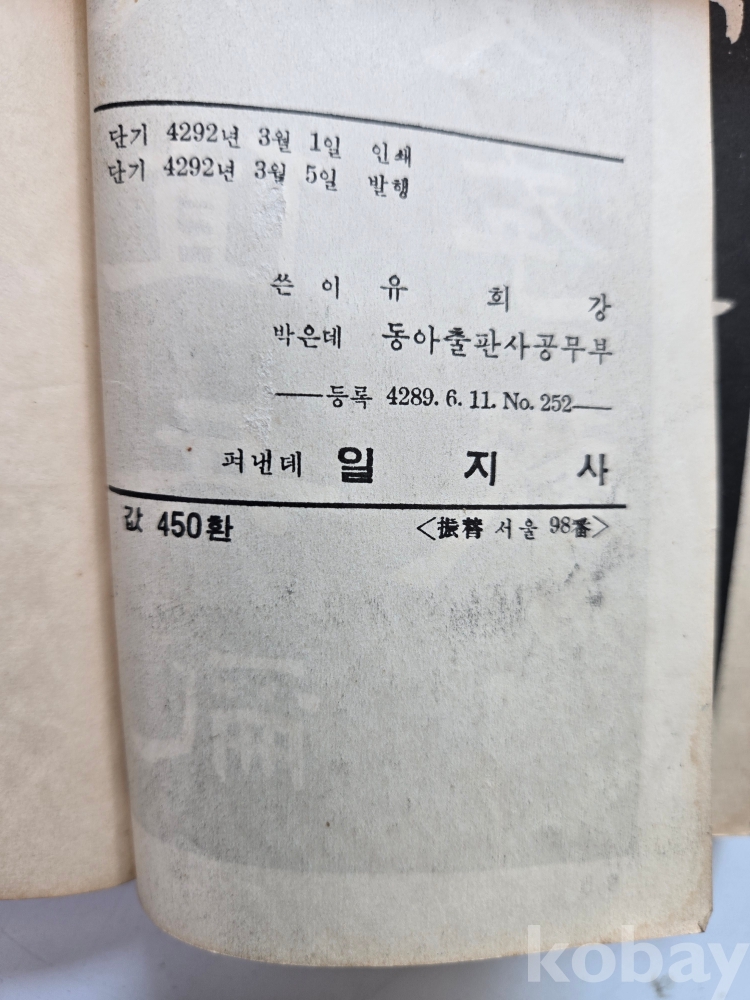 단기 4292년 3월 1일 인쇄
단기 4292년 3월 5일 발행
쓴 이 유 희 강
박은데 동아출판사공무부
——등록 4289. 6. 11. No. 252——
펴낸데 일 지 사
값 450환 <振替 서울 98番>
kobay